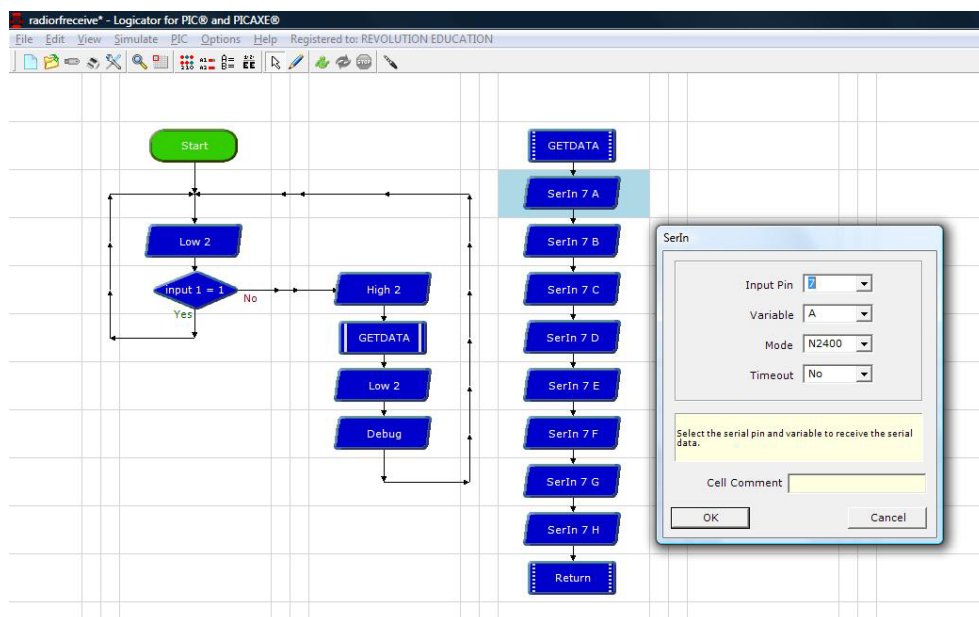 radiorfreceive* - Logicator for PIC® and PICAXE®
File Edit View Simulate PIC Options Help Registered to: REVOLUTION EDUCATION
Start
Low 2
input 1 = 1
No
Yes
High 2
GETDATA
Low 2
Debug
GETDATA
SerIn 7 A
SerIn 7 B
SerIn 7 C
SerIn 7 D
SerIn 7 E
SerIn 7 F
SerIn 7 G
SerIn 7 H
Return
SerIn
Input Pin 7
Variable A
Mode N2400
Timeout No
Select the serial pin and variable to receive the serial
data.
Cell Comment
OK Cancel